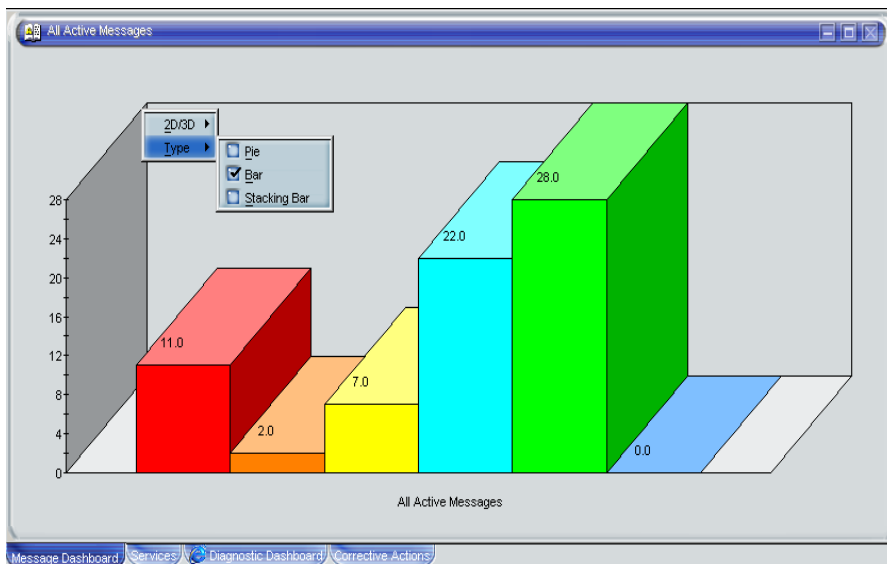 All Active Messages
2D/3D
Type
Pie
Bar
Stacking Bar
28
24
20
16
12
8
4
0
11.0
2.0
7.0
22.0
28.0
0.0
All Active Messages
Message Dashboard Services Diagnostic Dashboard Corrective Actions